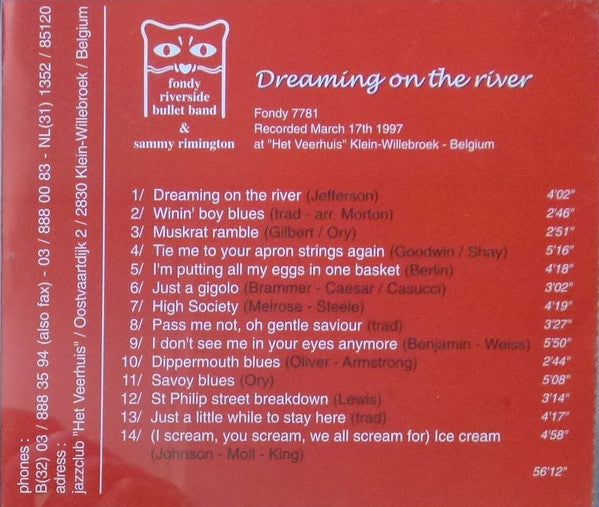 phones :
B(32) 03 / 888 35 94 (also fax) - 03 / 888 00 83 - NL(31) 1352 / 85120
adress :
jazzclub "Het Veerhuis" / Oostvaartdijk 2 / 2830 Klein-Willebroek / Belgium
fondy
riverside
bullet band
&
sammy rimington
Dreaming on the river
Fondy 7781
Recorded March 17th 1997
at "Het Veerhuis" Klein-Willebroek - Belgium
1/ Dreaming on the river (Jefferson) 4'02"
2/ Winin' boy blues (trad - arr. Morton) 2'46"
3/ Muskrat ramble (Gilbert / Ory) 2'51"
4/ Tie me to your apron strings again (Goodwin / Shay) 5'16"
5/ I'm putting all my eggs in one basket (Berlin) 4'18"
6/ Just a gigolo (Brammer - Caesar / Casucci) 3'02"
7/ High Society (Melrose - Steele) 4'19"
8/ Pass me not, oh gentle saviour (trad) 3'27"
9/ I don't see me in your eyes anymore (Benjamin - Weiss) 5'50"
10/ Dippermouth blues (Oliver - Armstrong) 2'44"
11/ Savoy blues (Ory) 5'08"
12/ St Philip street breakdown (Lewis) 3'14"
13/ Just a little while to stay here (trad) 4'17"
14/ (I scream, you scream, we all scream for) Ice cream 4'58"
(Johnson - Moll - King)
56'12"